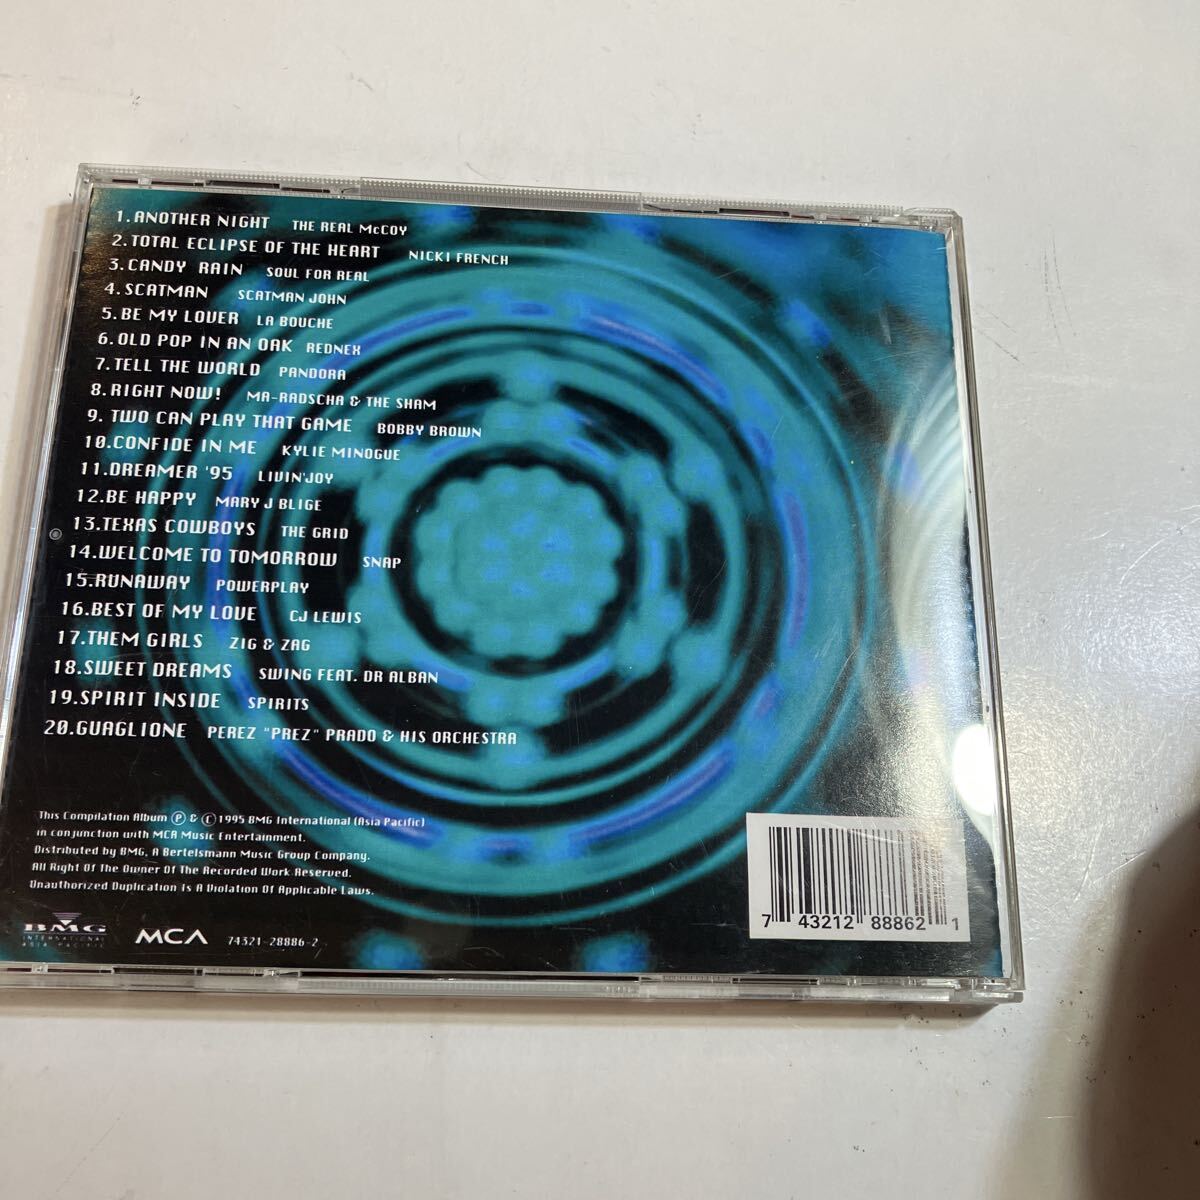 1.ANOTHER NIGHT THE REAL McCOY
2.TOTAL ECLIPSE OF THE HEART NICKI FRENCH
3.CANDY RAIN SOUL FOR REAL
4.SCATMAN SCATMAN JOHN
5.BE MY LOVER LA BOUCHE
6.OLD POP IN AN OAK REDNEX
7.TELL THE WORLD PANDORA
8.RIGHT NOW! MA-RADSCHA & THE SHAM
9.TWO CAN PLAY THAT GAME BOBBY BROWN
10.CONFIDE IN ME KYLIE MINOGUE
11.DREAMER '95 LIVIN'JOY
12.BE HAPPY MARY J BLIGE
13.TEXAS COWBOYS THE GRID
14.WELCOME TO TOMORROW SNAP
15.RUNAWAY POWERPLAY
16.BEST OF MY LOVE CJ LEWIS
17.THEM GIRLS ZIG & ZAG
18.SWEET DREAMS SWING FEAT. DR ALBAN
19.SPIRIT INSIDE SPIRITS
20.GUAGLIONE PEREZ "PREZ" PRADO & HIS ORCHESTRA
This Compilation Album Ⓟ & © 1995 BMG International (Asia Pacific)
in conjunction with MCA Music Entertainment.
Distributed by BMG, A Bertelsmann Music Group Company.
All Right Of The Owner Of The Recorded Work Reserved.
Unauthorized Duplication is A Violation Of Applicable Laws.
BMG
INTERNATIONAL
ASIA PACIFIC
MCA 74321-28886-2
7 43212 88862 1